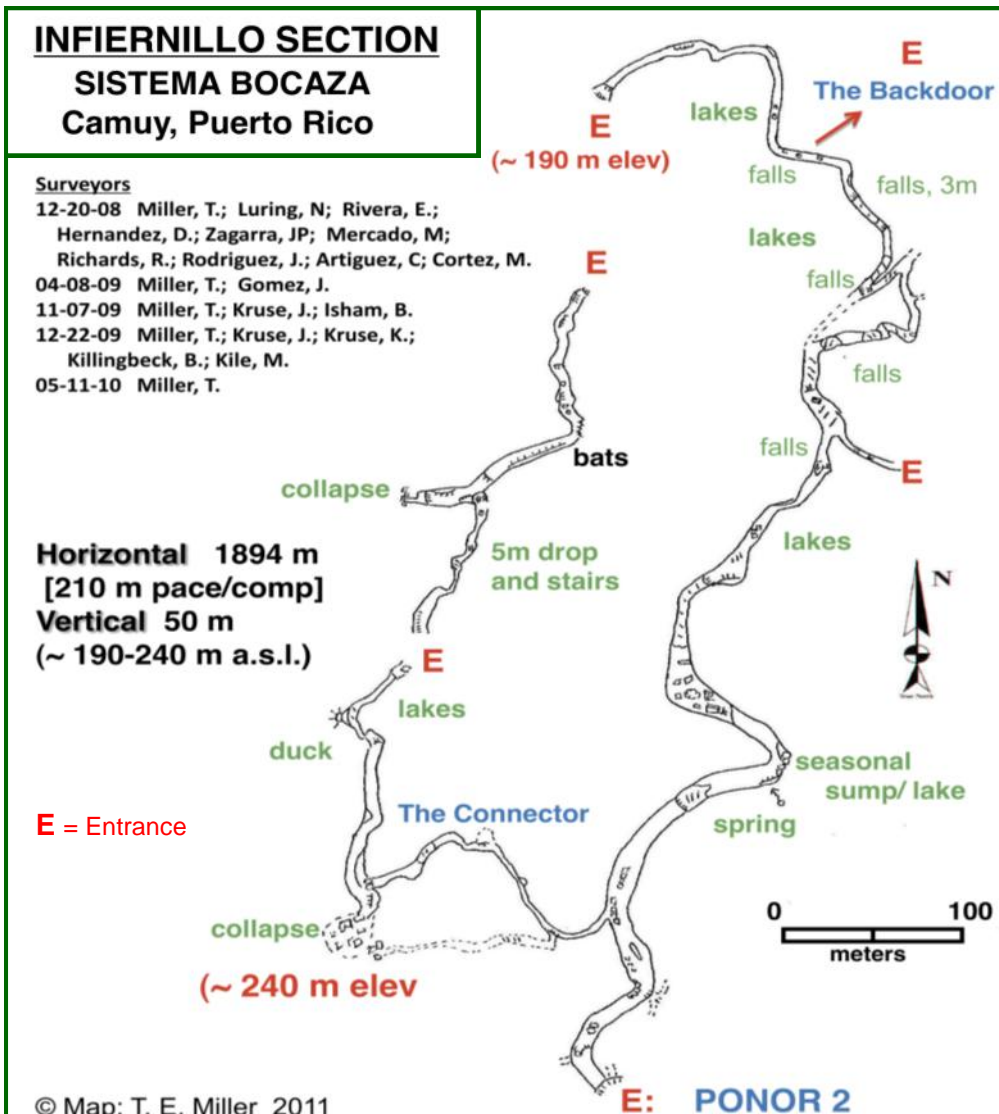 INFIERNILLO SECTION
SISTEMA BOCAZA
Camuy, Puerto Rico
Surveyors
12-20-08 Miller, T.; Luring, N; Rivera, E.;
Hernandez, D.; Zagarra, JP; Mercado, M;
Richards, R.; Rodriguez, J.; Artiguez, C; Cortez, M.
04-08-09 Miller, T.; Gomez, J.
11-07-09 Miller, T.; Kruse, J.; Isham, B.
12-22-09 Miller, T.; Kruse, J.; Kruse, K.;
Killingbeck, B.; Kile, M.
05-11-10 Miller, T.
E
The Backdoor
lakes
E
(~ 190 m elev)
falls
falls, 3m
lakes
falls
E
falls
bats
falls
E
collapse
lakes
5m drop
and stairs
Horizontal 1894 m
[210 m pace/comp]
Vertical 50 m
(~ 190-240 m a.s.l.)
N
E
lakes
duck
seasonal
sump/ lake
The Connector
spring
E = Entrance
0 100
meters
collapse
(~ 240 m elev
E: PONOR 2
© Map: T. E. Miller 2011